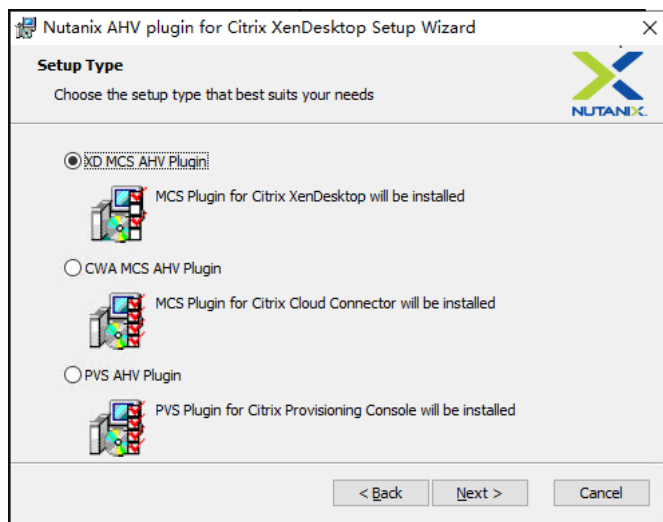 Nutanix AHV plugin for Citrix XenDesktop Setup Wizard
Setup Type
Choose the setup type that best suits your needs
NUTANIX.
XD MCS AHV Plugin
MCS Plugin for Citrix XenDesktop will be installed
CWA MCS AHV Plugin
MCS Plugin for Citrix Cloud Connector will be installed
PVS AHV Plugin
PVS Plugin for Citrix Provisioning Console will be installed
< Back Next > Cancel